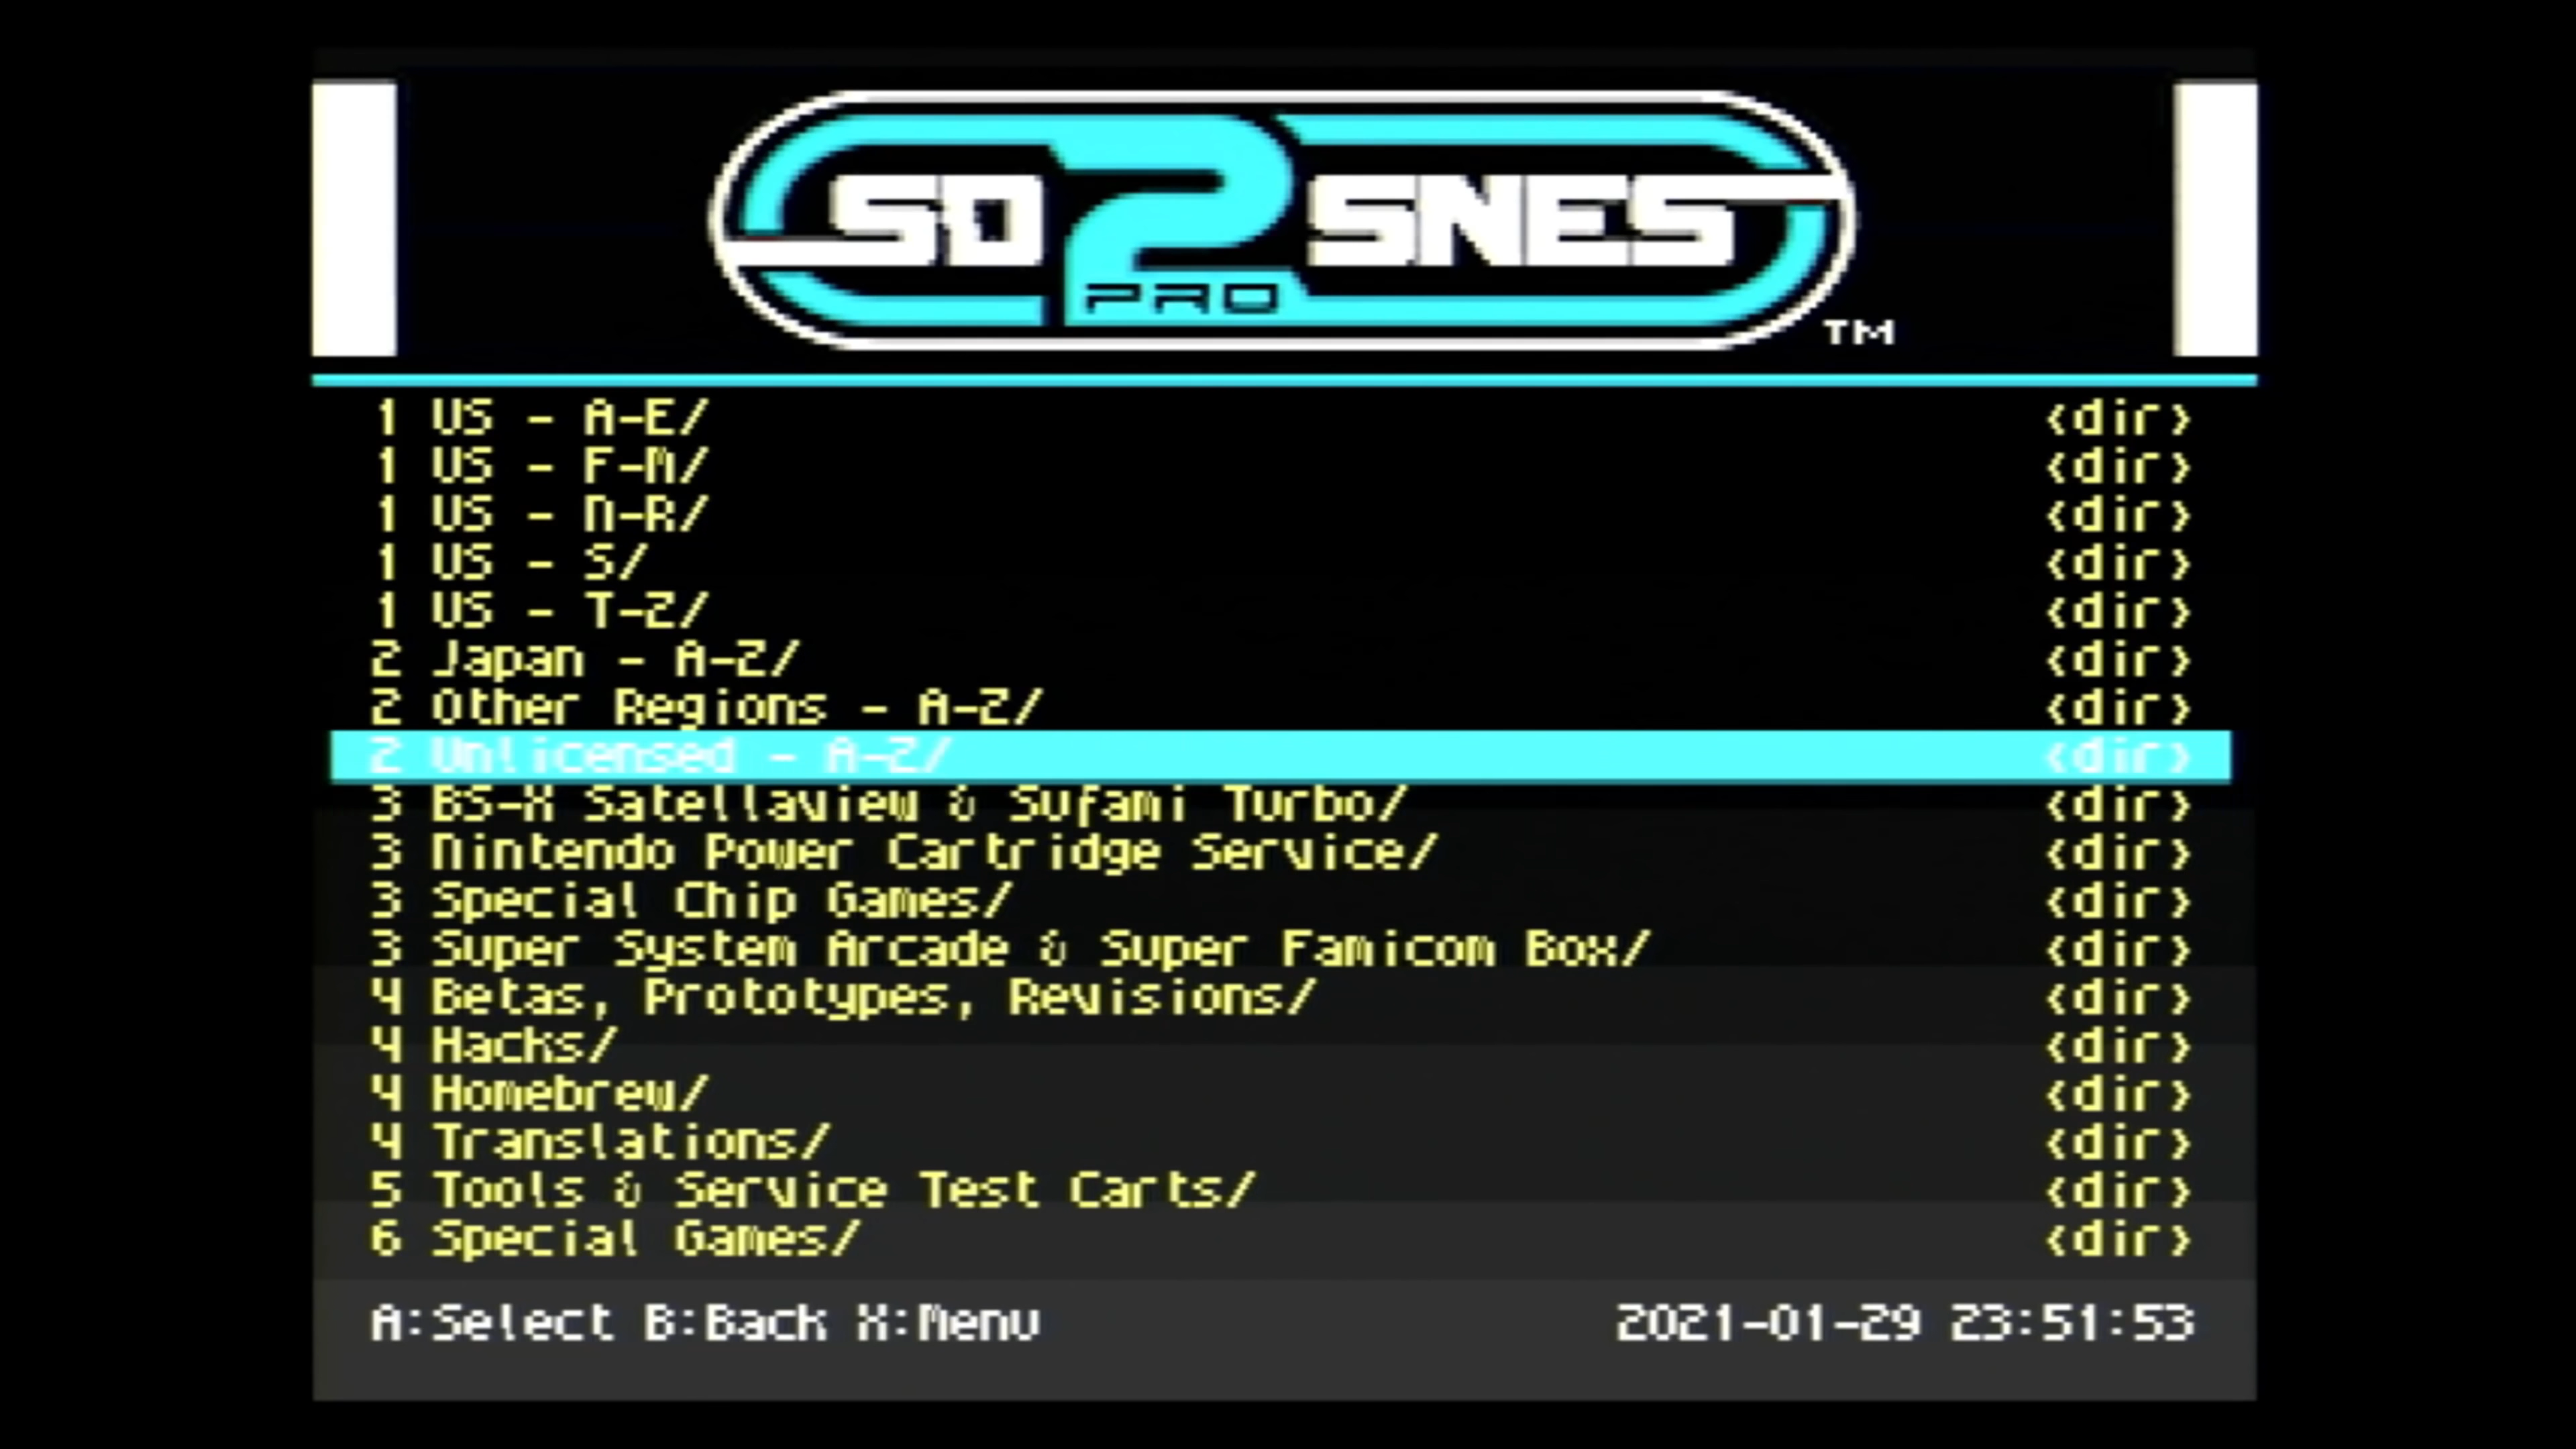 SD2SNES
PRO
TM
1 US - A-E/ <dir>
1 US - F-M/ <dir>
1 US - N-R/ <dir>
1 US - S/ <dir>
1 US - T-Z/ <dir>
2 Japan - A-Z/ <dir>
2 Other Regions - A-Z/ <dir>
2 Unlicensed - A-Z/ <dir>
3 BS-X Satellaview & Sufami Turbo/ <dir>
3 Nintendo Power Cartridge Service/ <dir>
3 Special Chip Games/ <dir>
3 Super System Arcade & Super Famicom Box/ <dir>
4 Betas, Prototypes, Revisions/ <dir>
4 Hacks/ <dir>
4 Homebrew/ <dir>
4 Translations/ <dir>
5 Tools & Service Test Carts/ <dir>
6 Special Games/ <dir>
A:Select B:Back X:Menu 2021-01-29 23:51:53